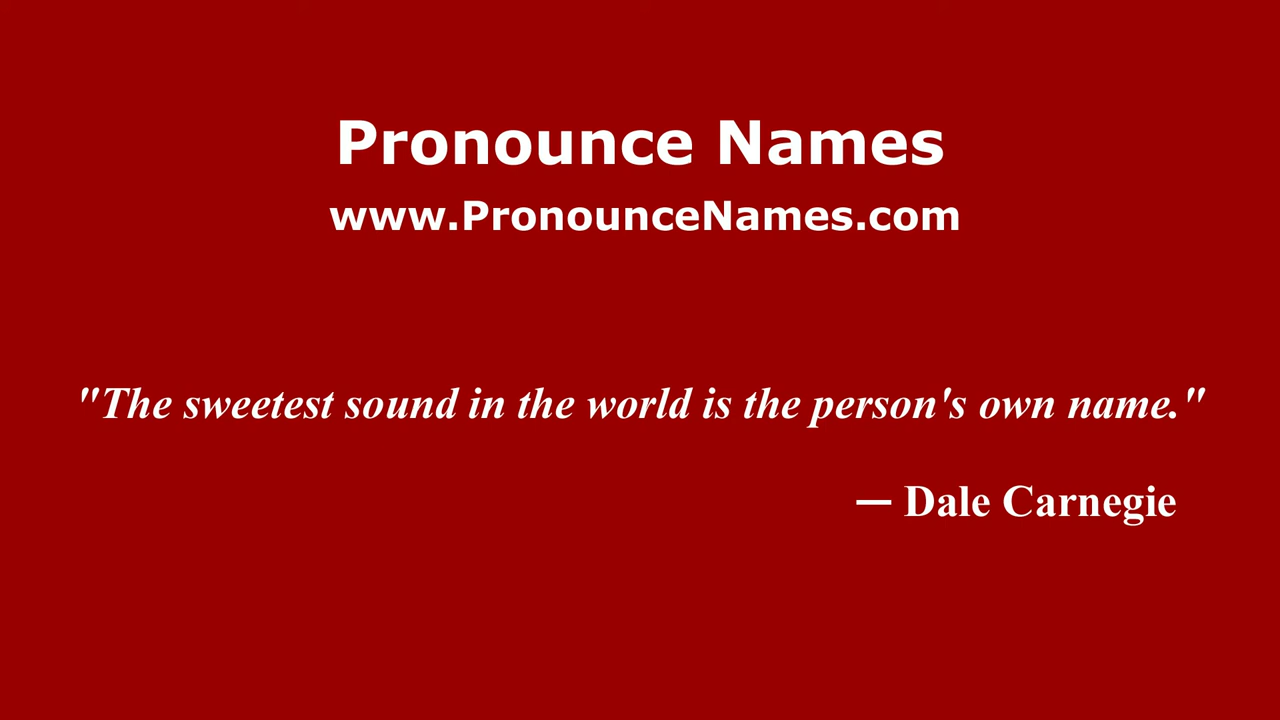 Pronounce Names
www.PronounceNames.com
"The sweetest sound in the world is the person's own name."
— Dale Carnegie